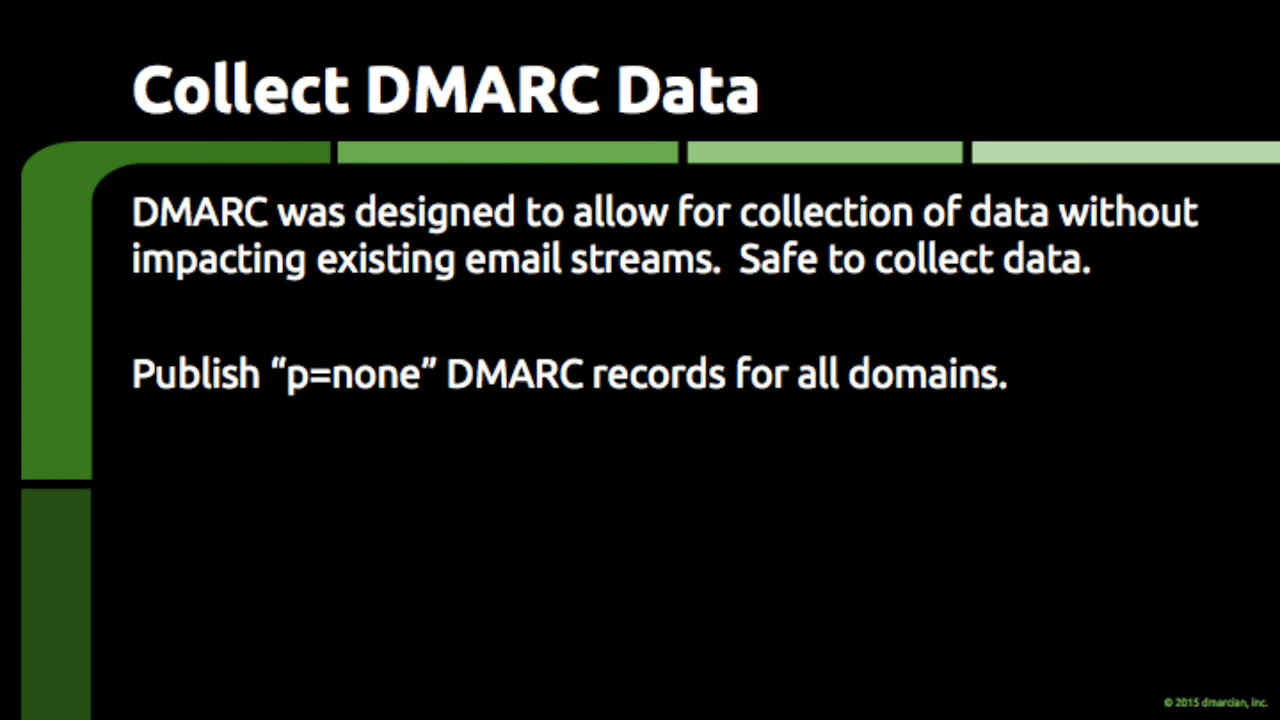 Collect DMARC Data
DMARC was designed to allow for collection of data without
impacting existing email streams.  Safe to collect data.
Publish “p=none” DMARC records for all domains.
© 2015 dmarcian, inc.